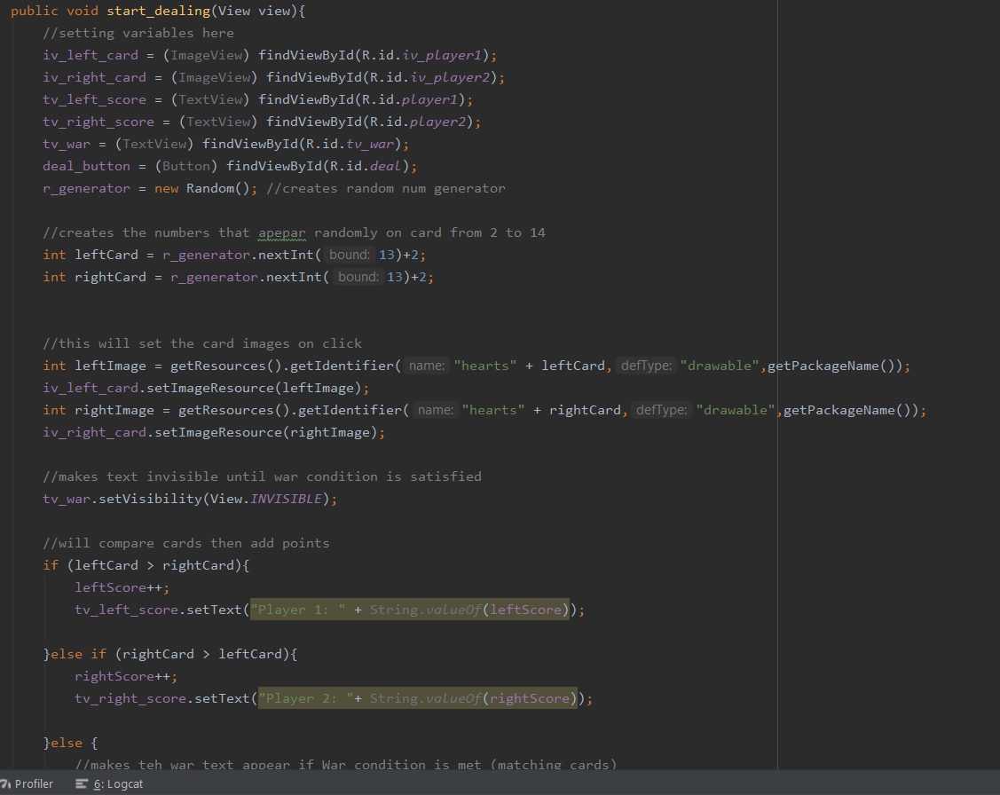 public void start_dealing(View view){
//setting variables here
iv_left_card = (ImageView) findViewById(R.id.iv_player1);
iv_right_card = (ImageView) findViewById(R.id.iv_player2);
tv_left_score = (TextView) findViewById(R.id.player1);
tv_right_score = (TextView) findViewById(R.id.player2);
tv_war = (TextView) findViewById(R.id.tv_war);
deal_button = (Button) findViewById(R.id.deal);
r_generator = new Random(); //creates random num generator
//creates the numbers that apepar randomly on card from 2 to 14
int leftCard = r_generator.nextInt( bound: 13)+2;
int rightCard = r_generator.nextInt( bound: 13)+2;
//this will set the card images on click
int leftImage = getResources().getIdentifier( name: "hearts" + leftCard, defType: "drawable",getPackageName());
iv_left_card.setImageResource(leftImage);
int rightImage = getResources().getIdentifier( name: "hearts" + rightCard, defType: "drawable",getPackageName());
iv_right_card.setImageResource(rightImage);
//makes text invisible until war condition is satisfied
tv_war.setVisibility(View.INVISIBLE);
//will compare cards then add points
if (leftCard > rightCard){
leftScore++;
tv_left_score.setText("Player 1: " + String.valueOf(leftScore));
}else if (rightCard > leftCard){
rightScore++;
tv_right_score.setText("Player 2: "+ String.valueOf(rightScore));
}else {
//makes teh war text appear if War condition is met (matching cards)
Profiler 6: Logcat